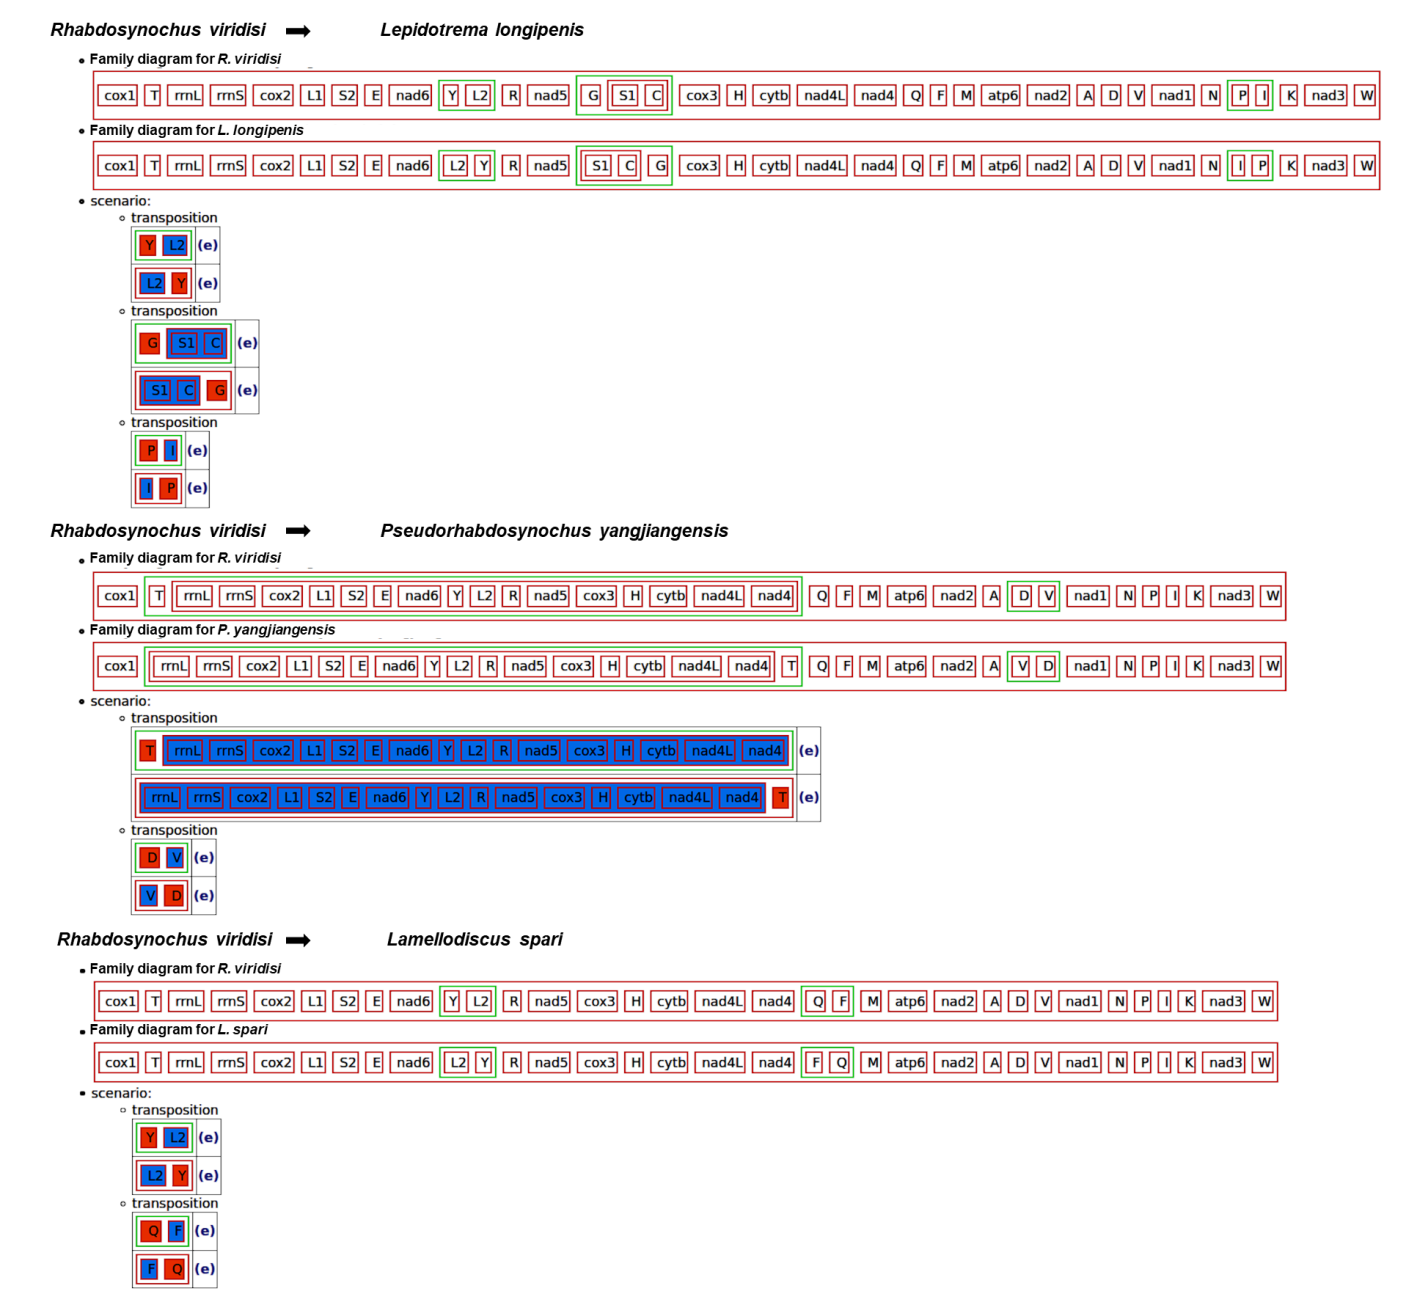 Rhabdosynochus viridisi → Lepidotrema longipenis
• Family diagram for R. viridisi
cox1 T rrnL rrnS cox2 L1 S2 E nad6 Y L2 R nad5 G S1 C cox3 H cytb nad4L nad4 Q F M atp6 nad2 A D V nad1 N P I K nad3 W
• Family diagram for L. longipenis
cox1 T rrnL rrnS cox2 L1 S2 E nad6 L2 Y R nad5 S1 C G cox3 H cytb nad4L nad4 Q F M atp6 nad2 A D V nad1 N I P K nad3 W
• scenario:
◦ transposition
Y L2 (e)
L2 Y (e)
◦ transposition
G S1 C (e)
S1 C G (e)
◦ transposition
P I (e)
I P (e)
Rhabdosynochus viridisi → Pseudorhabdosynochus yangjiangensis
• Family diagram for R. viridisi
cox1 T rrnL rrnS cox2 L1 S2 E nad6 Y L2 R nad5 cox3 H cytb nad4L nad4 Q F M atp6 nad2 A D V nad1 N P I K nad3 W
• Family diagram for P. yangjiangensis
cox1 rrnL rrnS cox2 L1 S2 E nad6 Y L2 R nad5 cox3 H cytb nad4L nad4 T Q F M atp6 nad2 A V D nad1 N P I K nad3 W
• scenario:
◦ transposition
T rrnL rrnS cox2 L1 S2 E nad6 Y L2 R nad5 cox3 H cytb nad4L nad4 (e)
rrnL rrnS cox2 L1 S2 E nad6 Y L2 R nad5 cox3 H cytb nad4L nad4 T (e)
◦ transposition
D V (e)
V D (e)
Rhabdosynochus viridisi → Lamellodiscus spari
• Family diagram for R. viridisi
cox1 T rrnL rrnS cox2 L1 S2 E nad6 Y L2 R nad5 cox3 H cytb nad4L nad4 Q F M atp6 nad2 A D V nad1 N P I K nad3 W
• Family diagram for L. spari
cox1 T rrnL rrnS cox2 L1 S2 E nad6 L2 Y R nad5 cox3 H cytb nad4L nad4 F Q M atp6 nad2 A D V nad1 N P I K nad3 W
• scenario:
◦ transposition
Y L2 (e)
L2 Y (e)
◦ transposition
Q F (e)
F Q (e)